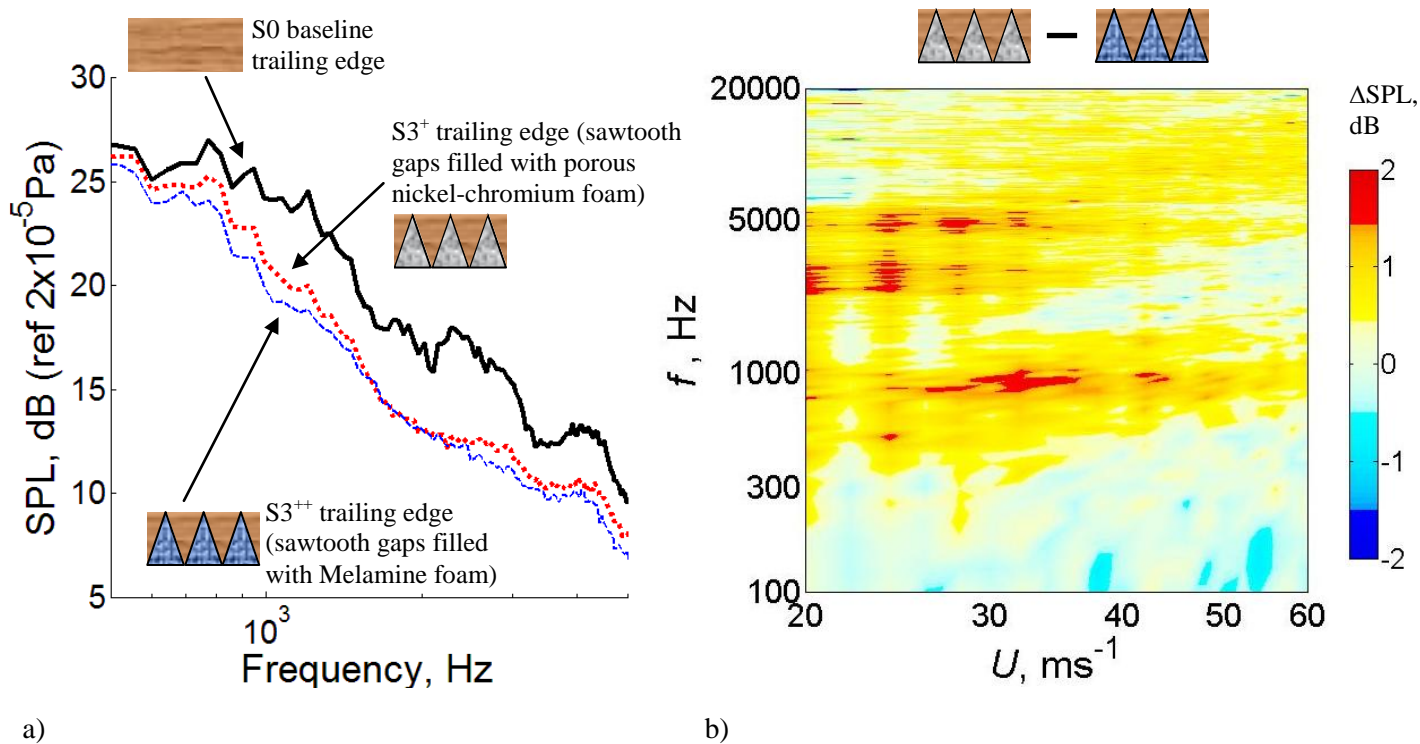 S0 baseline
trailing edge
S3+ trailing edge (sawtooth
gaps filled with porous
nickel-chromium foam)
S3++ trailing edge
(sawtooth gaps filled
with Melamine foam)
SPL, dB (ref 2x10-5Pa)
30
25
20
15
10
5
10^3
Frequency, Hz
a)
f, Hz
20000
5000
1000
300
100
20
30
40
50
60
U, ms-1
ΔSPL,
dB
2
1
0
-1
-2
b)